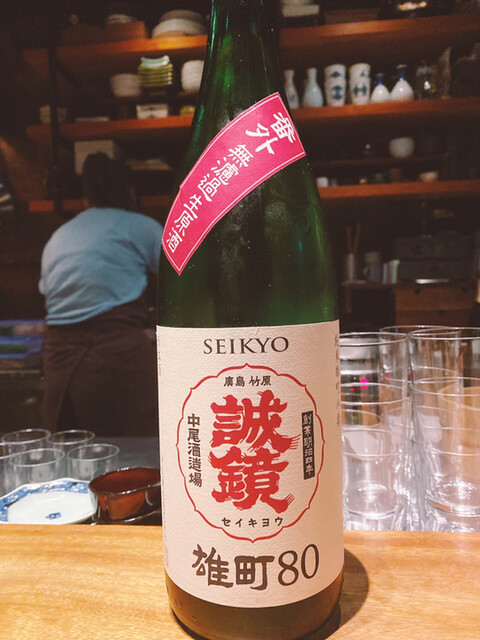 番外
無濾過生原酒
SEIKYO
廣島 竹原
誠鏡
創業明治四年
中尾酒造場
セイキヨウ
雄町80